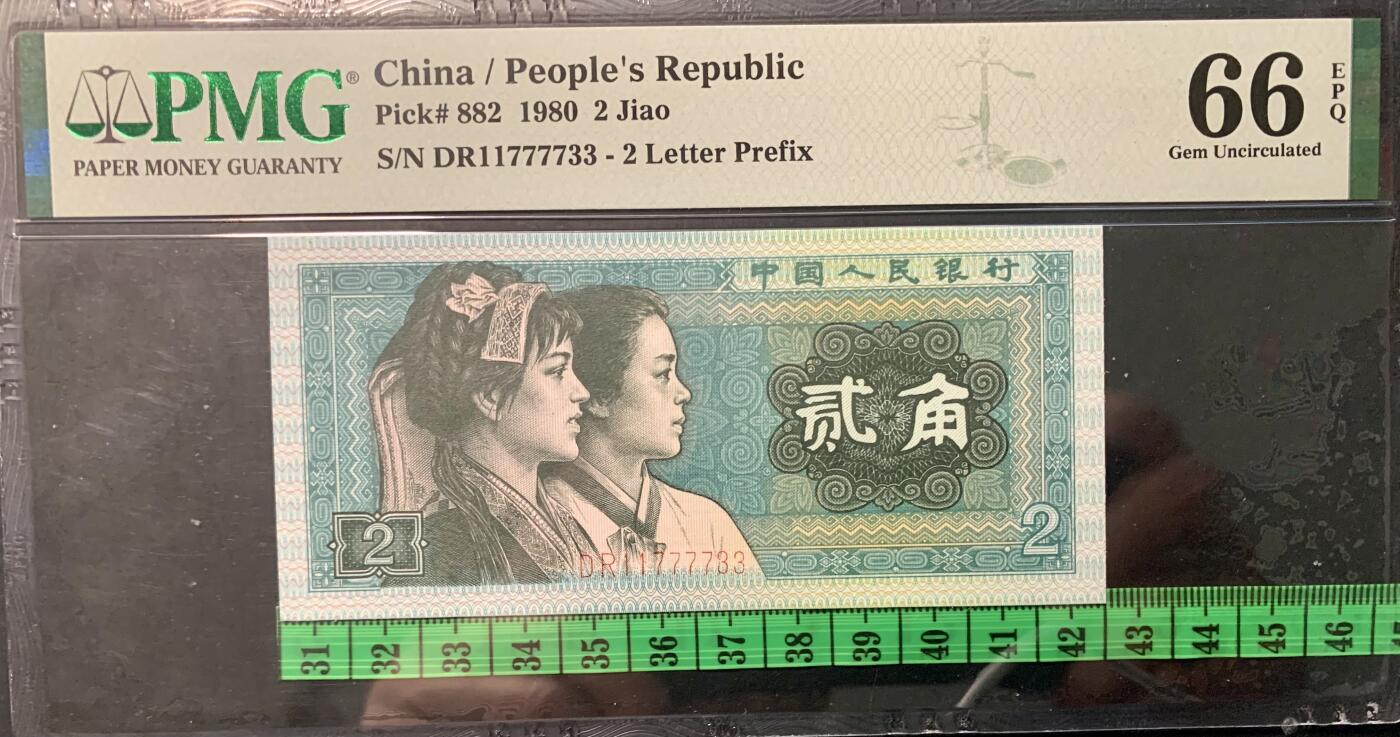 PMG®
PAPER MONEY GUARANTY
China / People's Republic
Pick# 882 1980 2 Jiao
S/N DR11777733 - 2 Letter Prefix
66
EPQ
Gem Uncirculated
中国人民银行
贰角
2
2
DR11777733
31 32 33 34 35 36 37 38 39 40 41 42 43 44 45 46